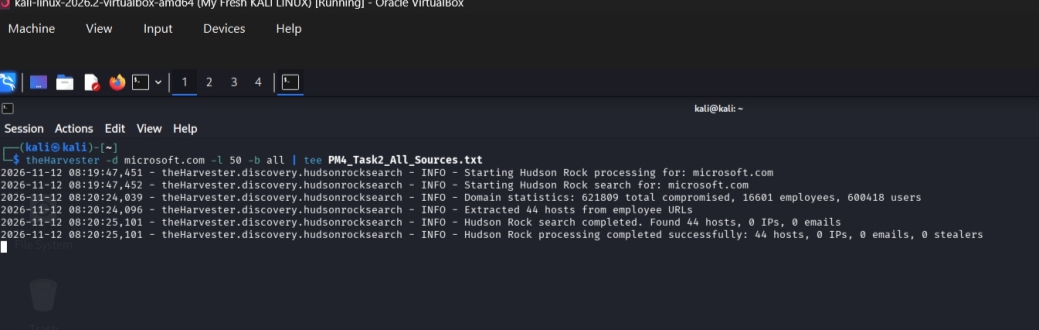 kali-linux-2026.2-virtualbox-amd64 (My Fresh KALI LINUX) [Running] - Oracle VirtualBox
Machine View Input Devices Help
1 2 3 4
kali@kali: ~
Session Actions Edit View Help
(kali㉿kali)-[~]
$ theHarvester -d microsoft.com -l 50 -b all | tee PM4_Task2_All_Sources.txt
2026-11-12 08:19:47,451 - theHarvester.discovery.hudsonrocksearch - INFO - Starting Hudson Rock processing for: microsoft.com
2026-11-12 08:19:47,452 - theHarvester.discovery.hudsonrocksearch - INFO - Starting Hudson Rock search for: microsoft.com
2026-11-12 08:20:24,039 - theHarvester.discovery.hudsonrocksearch - INFO - Domain statistics: 621809 total compromised, 16601 employees, 600418 users
2026-11-12 08:20:24,096 - theHarvester.discovery.hudsonrocksearch - INFO - Extracted 44 hosts from employee URLs
2026-11-12 08:20:25,101 - theHarvester.discovery.hudsonrocksearch - INFO - Hudson Rock search completed. Found 44 hosts, 0 IPs, 0 emails
2026-11-12 08:20:25,101 - theHarvester.discovery.hudsonrocksearch - INFO - Hudson Rock processing completed successfully: 44 hosts, 0 IPs, 0 emails, 0 stealers
File System